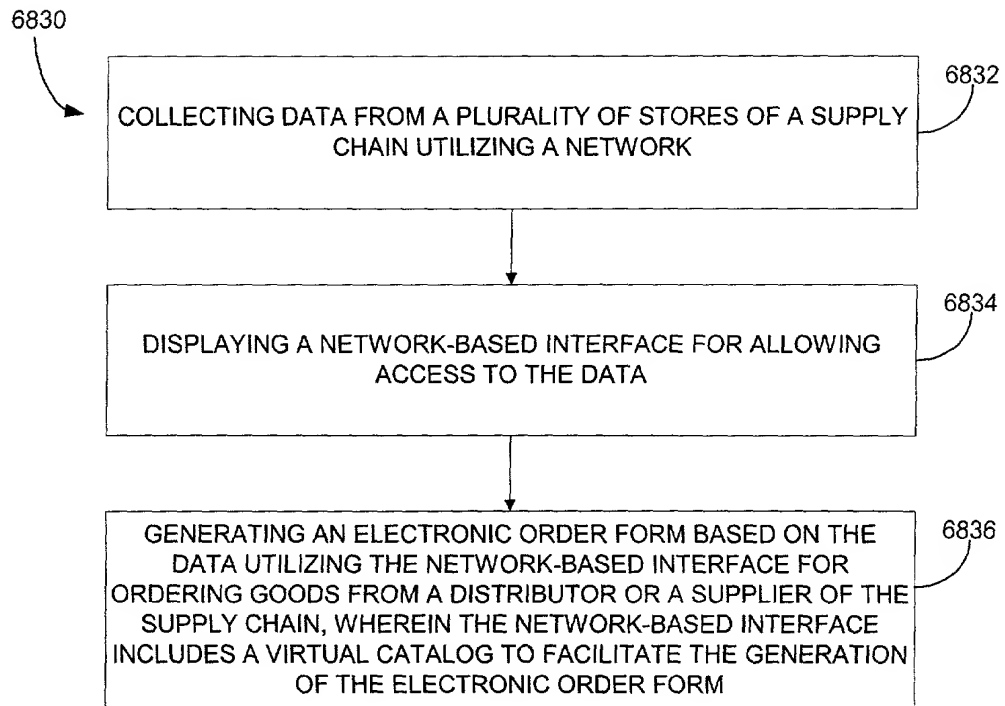 6830
6832
COLLECTING DATA FROM A PLURALITY OF STORES OF A SUPPLY
CHAIN UTILIZING A NETWORK
6834
DISPLAYING A NETWORK-BASED INTERFACE FOR ALLOWING
ACCESS TO THE DATA
6836
GENERATING AN ELECTRONIC ORDER FORM BASED ON THE
DATA UTILIZING THE NETWORK-BASED INTERFACE FOR
ORDERING GOODS FROM A DISTRIBUTOR OR A SUPPLIER OF THE
SUPPLY CHAIN, WHEREIN THE NETWORK-BASED INTERFACE
INCLUDES A VIRTUAL CATALOG TO FACILITATE THE GENERATION
OF THE ELECTRONIC ORDER FORM